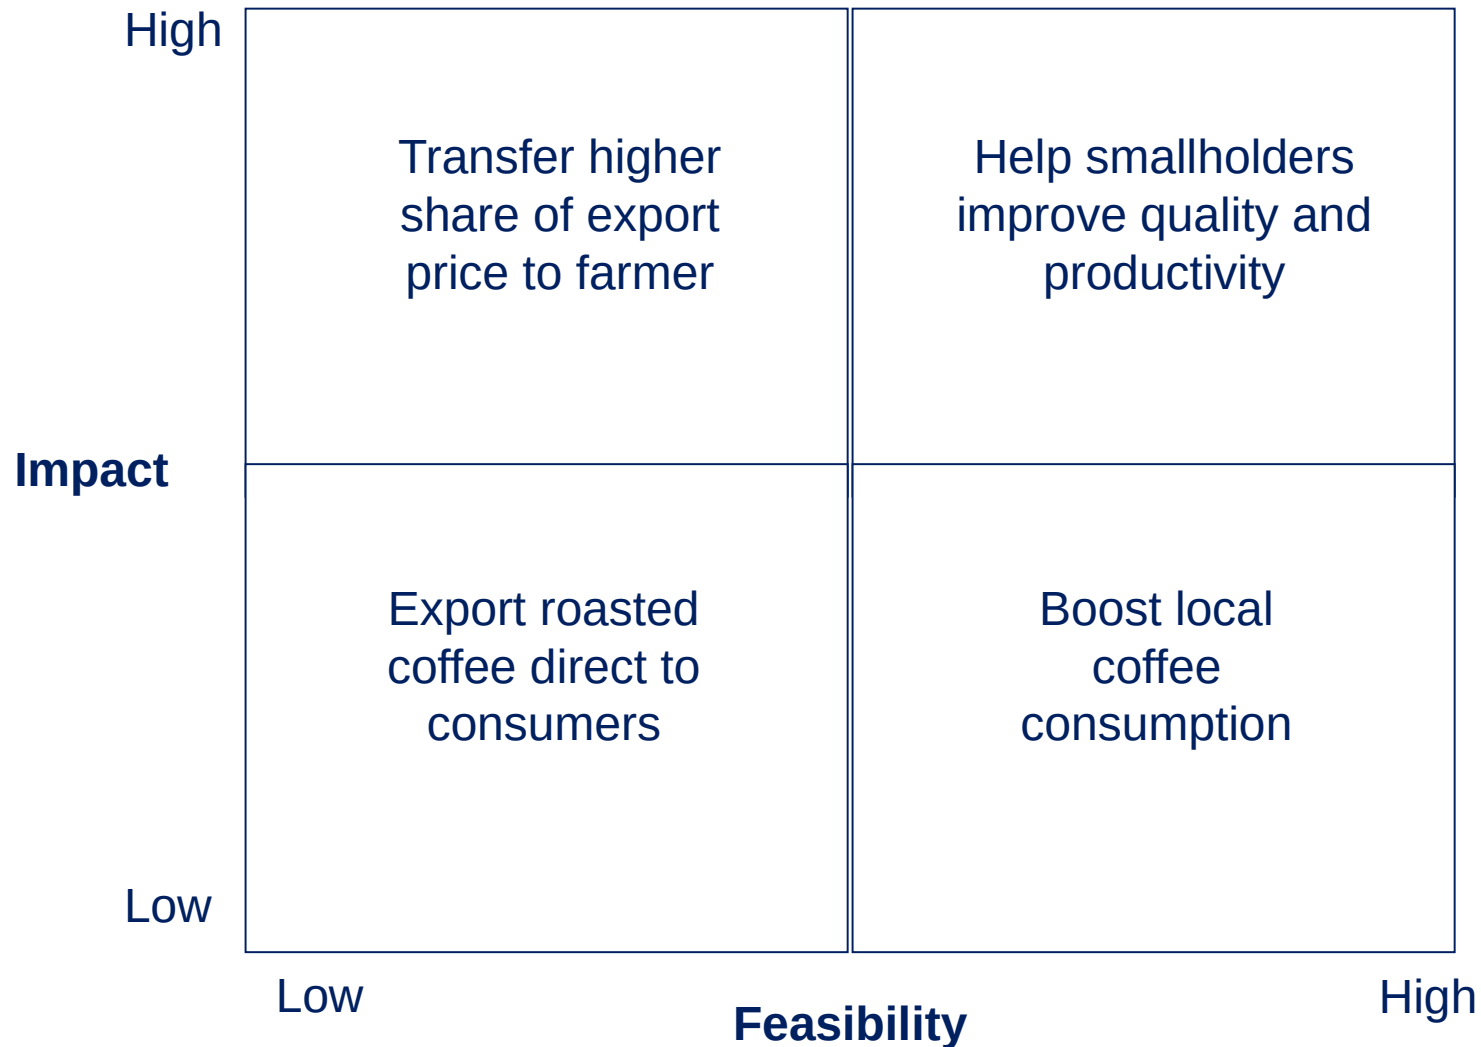 High
Transfer higher
share of export
price to farmer
Help smallholders
improve quality and
productivity
Impact
Export roasted
coffee direct to
consumers
Boost local
coffee
consumption
Low
Low
High
Feasibility